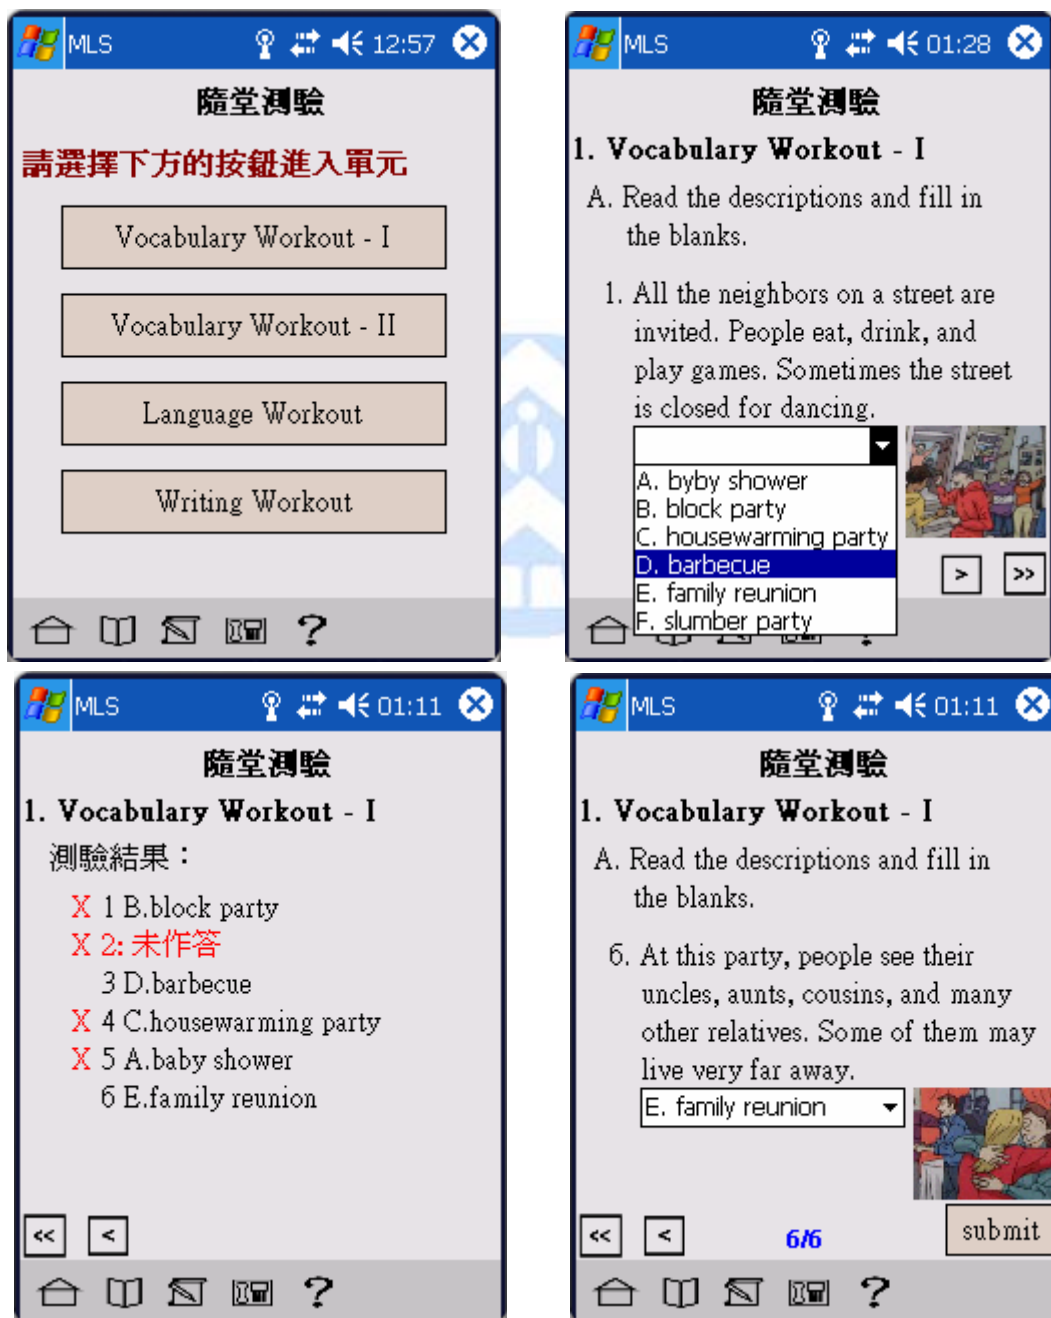 MLS 12:57
隨堂測驗
請選擇下方的按鈕進入單元
Vocabulary Workout - I
Vocabulary Workout - II
Language Workout
Writing Workout
?
MLS 01:28
隨堂測驗
1. Vocabulary Workout - I
A. Read the descriptions and fill in
the blanks.
1. All the neighbors on a street are
invited. People eat, drink, and
play games. Sometimes the street
is closed for dancing.
A. byby shower
B. block party
C. housewarming party
D. barbecue
E. family reunion
F. slumber party
> >>
MLS 01:11
隨堂測驗
1. Vocabulary Workout - I
測驗結果：
X 1 B.block party
X 2: 未作答
3 D.barbecue
X 4 C.housewarming party
X 5 A.baby shower
6 E.family reunion
<< <
?
MLS 01:11
隨堂測驗
1. Vocabulary Workout - I
A. Read the descriptions and fill in
the blanks.
6. At this party, people see their
uncles, aunts, cousins, and many
other relatives. Some of them may
live very far away.
E. family reunion
<< < 6/6 submit
?